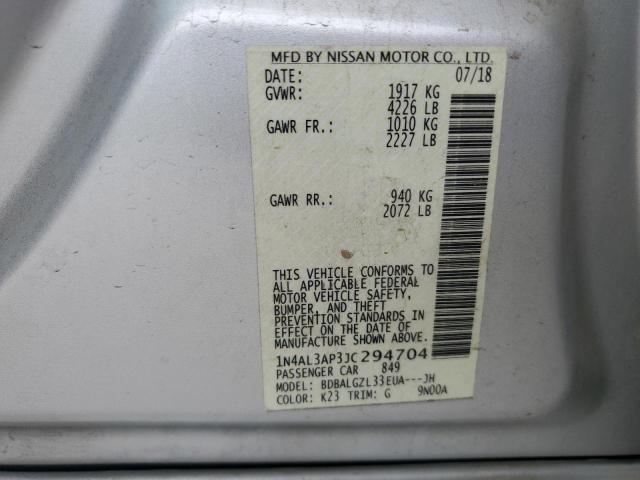 MFD BY NISSAN MOTOR CO., LTD.
DATE: 07/18
GVWR: 1917 KG
4226 LB
GAWR FR.: 1010 KG
2227 LB
GAWR RR.: 940 KG
2072 LB
THIS VEHICLE CONFORMS TO
ALL APPLICABLE FEDERAL
MOTOR VEHICLE SAFETY,
BUMPER, AND THEFT
PREVENTION STANDARDS IN
EFFECT ON THE DATE OF
MANUFACTURE SHOWN ABOVE.
1N4AL3AP3JC294704
PASSENGER CAR 849
MODEL: BDBALGZL33EUA---JH
COLOR: K23 TRIM: G 9N00A